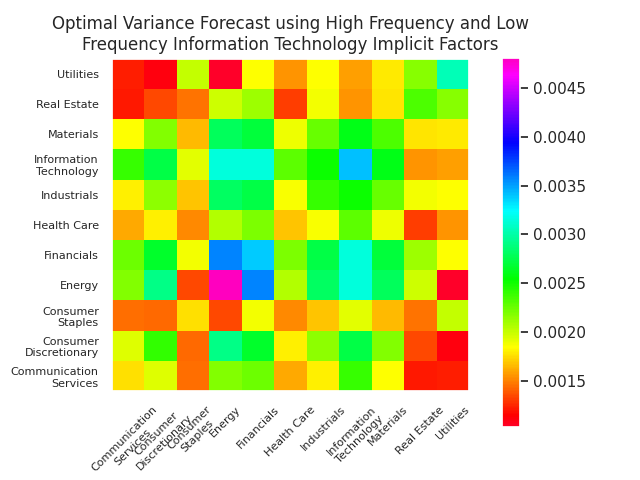 Optimal Variance Forecast using High Frequency and Low
Frequency Information Technology Implicit Factors
Utilities
Real Estate
Materials
Information
Technology
Industrials
Health Care
Financials
Energy
Consumer
Staples
Consumer
Discretionary
Communication
Services
Communication
Services
Consumer
Discretionary
Consumer
Staples
Energy
Financials
Health Care
Industrials
Information
Technology
Materials
Real Estate
Utilities
0.0045
0.0040
0.0035
0.0030
0.0025
0.0020
0.0015